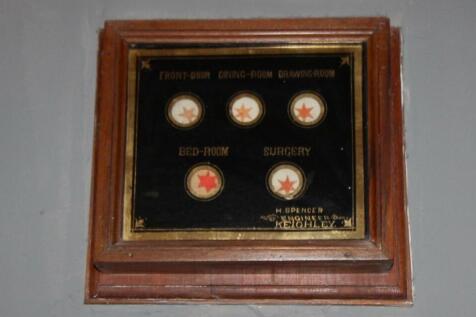 FRONT-DOOR DINING-ROOM DRAWING-ROOM
BED-ROOM SURGERY
H. SPENCER
ENGINEER
KEIGHLEY